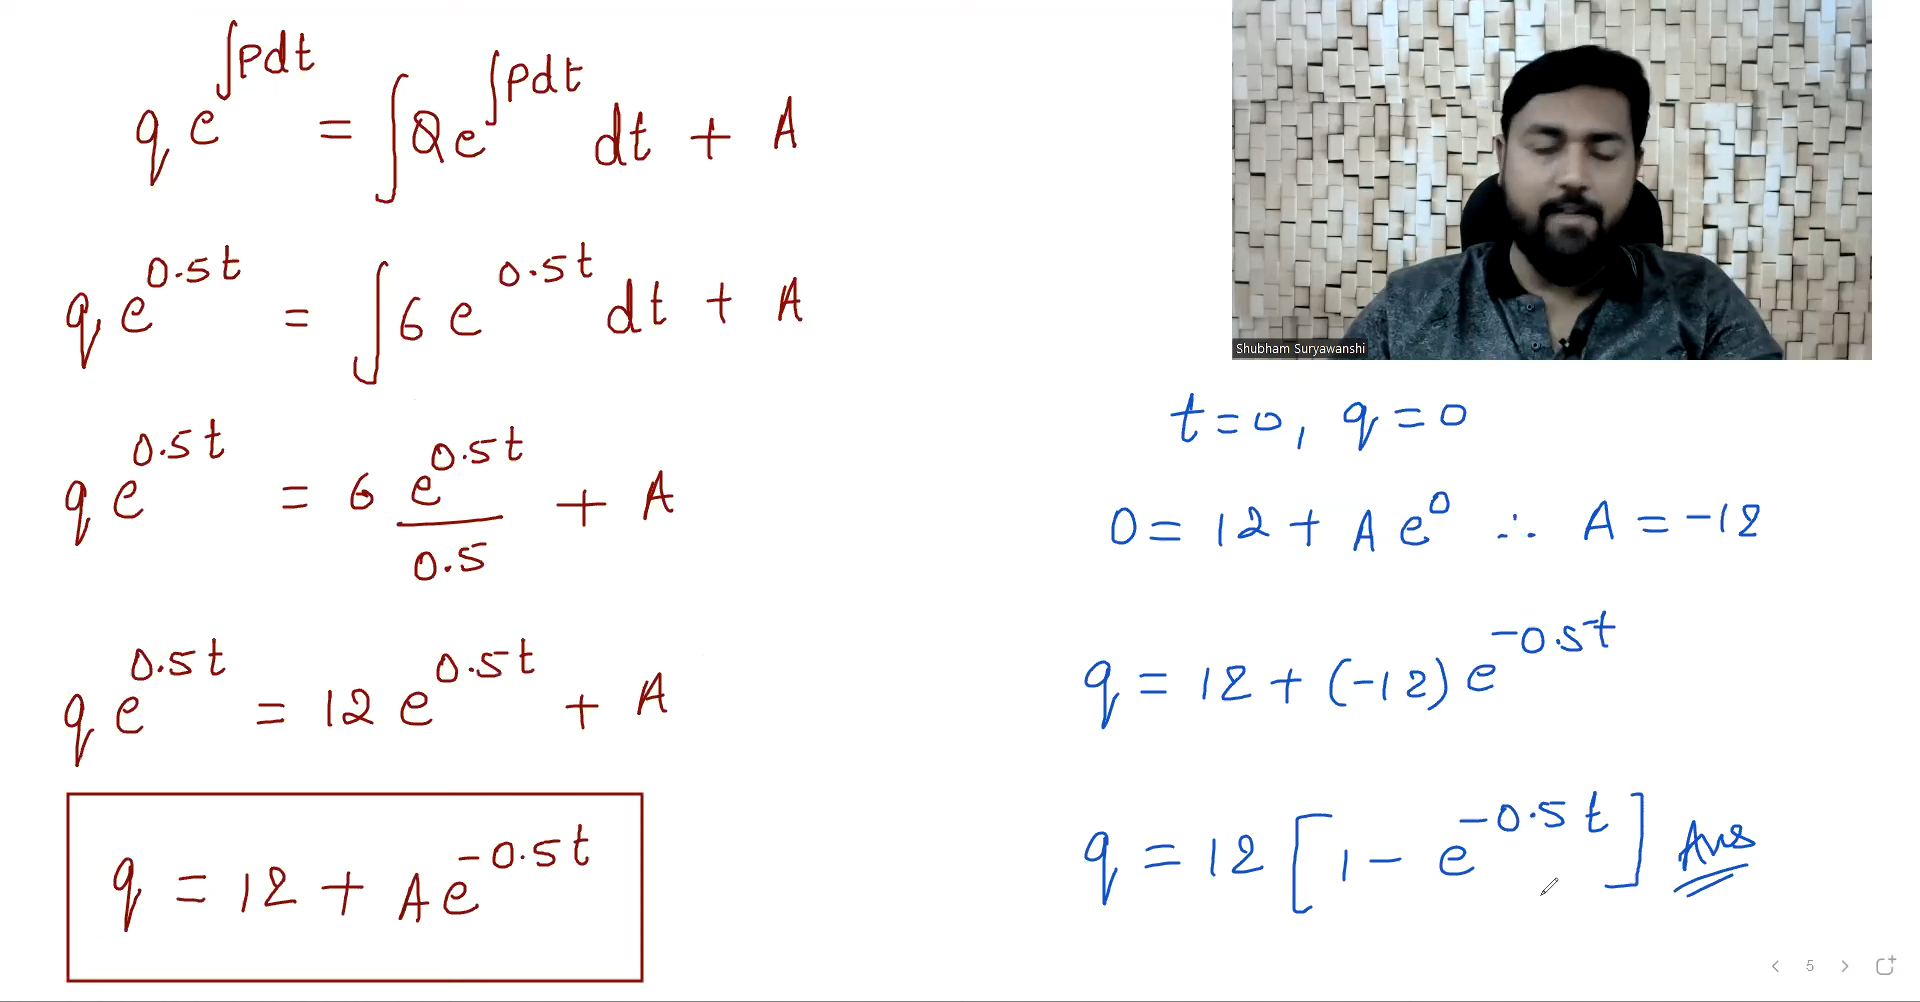 q e^∫Pdt = ∫Q e^∫Pdt dt + A
q e^0.5t = ∫6 e^0.5t dt + A
q e^0.5t = 6 e^0.5t / 0.5 + A
q e^0.5t = 12 e^0.5t + A
q = 12 + A e^-0.5t
Shubham Suryawanshi
t = 0, q = 0
0 = 12 + A e^0 ∴ A = -12
q = 12 + (-12) e^-0.5t
q = 12 [1 - e^-0.5t] Ans
5